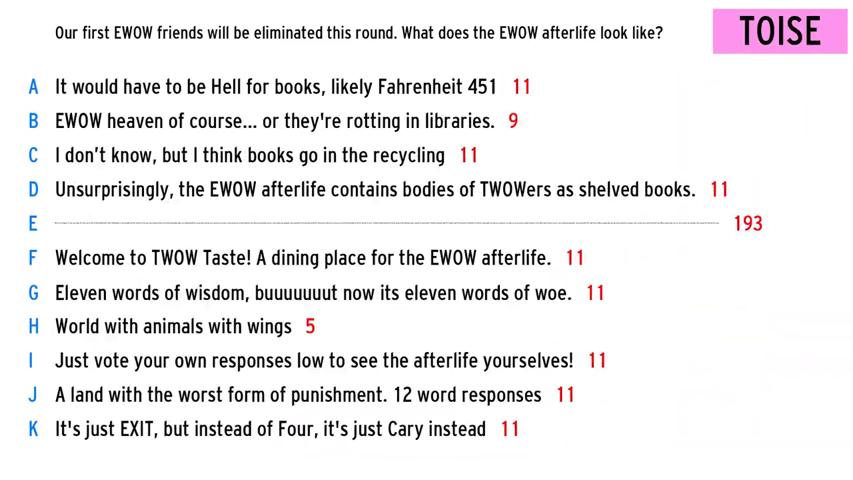 Our first EWOW friends will be eliminated this round. What does the EWOW afterlife look like?
TOISE
A It would have to be Hell for books, likely Fahrenheit 451 11
B EWOW heaven of course... or they're rotting in libraries. 9
C I don't know, but I think books go in the recycling 11
D Unsurprisingly, the EWOW afterlife contains bodies of TWOWers as shelved books. 11
E 193
F Welcome to TWOW Taste! A dining place for the EWOW afterlife. 11
G Eleven words of wisdom, buuuuuuut now its eleven words of woe. 11
H World with animals with wings 5
I Just vote your own responses low to see the afterlife yourselves! 11
J A land with the worst form of punishment. 12 word responses 11
K It's just EXIT, but instead of Four, it's just Cary instead 11